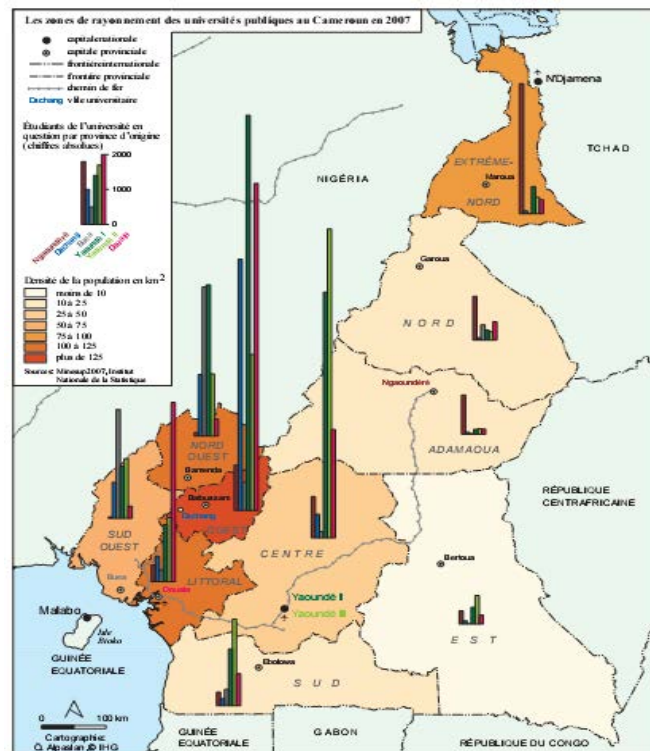 Les zones de rayonnement des universités publiques au Cameroun en 2007
capitale nationale
capitale provinciale
frontière internationale
frontière provinciale
chemin de fer
Dschang ville universitaire
Étudiants de l'université en
question par province d'origine
(chiffres absolues)
2000
1000
0
Ngaoundéré
Dschang
Buea
Yaoundé I
Yaoundé II
Douala
Densité de la population en km2
moins de 10
10 à 25
25 à 50
50 à 75
75 à 100
100 à 125
plus de 125
Sources: Minesup2007, Institut
Nationale de la Statistique
N'Djamena
TCHAD
NIGÉRIA
EXTRÊME-
Maroua
NORD
Garoua
NORD
Ngaoundéré
ADAMAOUA
RÉPUBLIQUE
CENTRAFRICAINE
NORD
OUEST
Bamenda
Bafoussam
Dschang
OUEST
SUD
OUEST
CENTRE
Bertoua
LITTORAL
Buea
Douala
Yaoundé II
Yaoundé III
Malabo
Isle
Bioko
EST
GUINÉE
EQUATORIALE
Ebolowa
SUD
0 100 km
Cartographie:
O. Alpaslan JD IHG
GUINÉE
EQUATORIALE
GABON
RÉPUBLIQUE DU CONGO